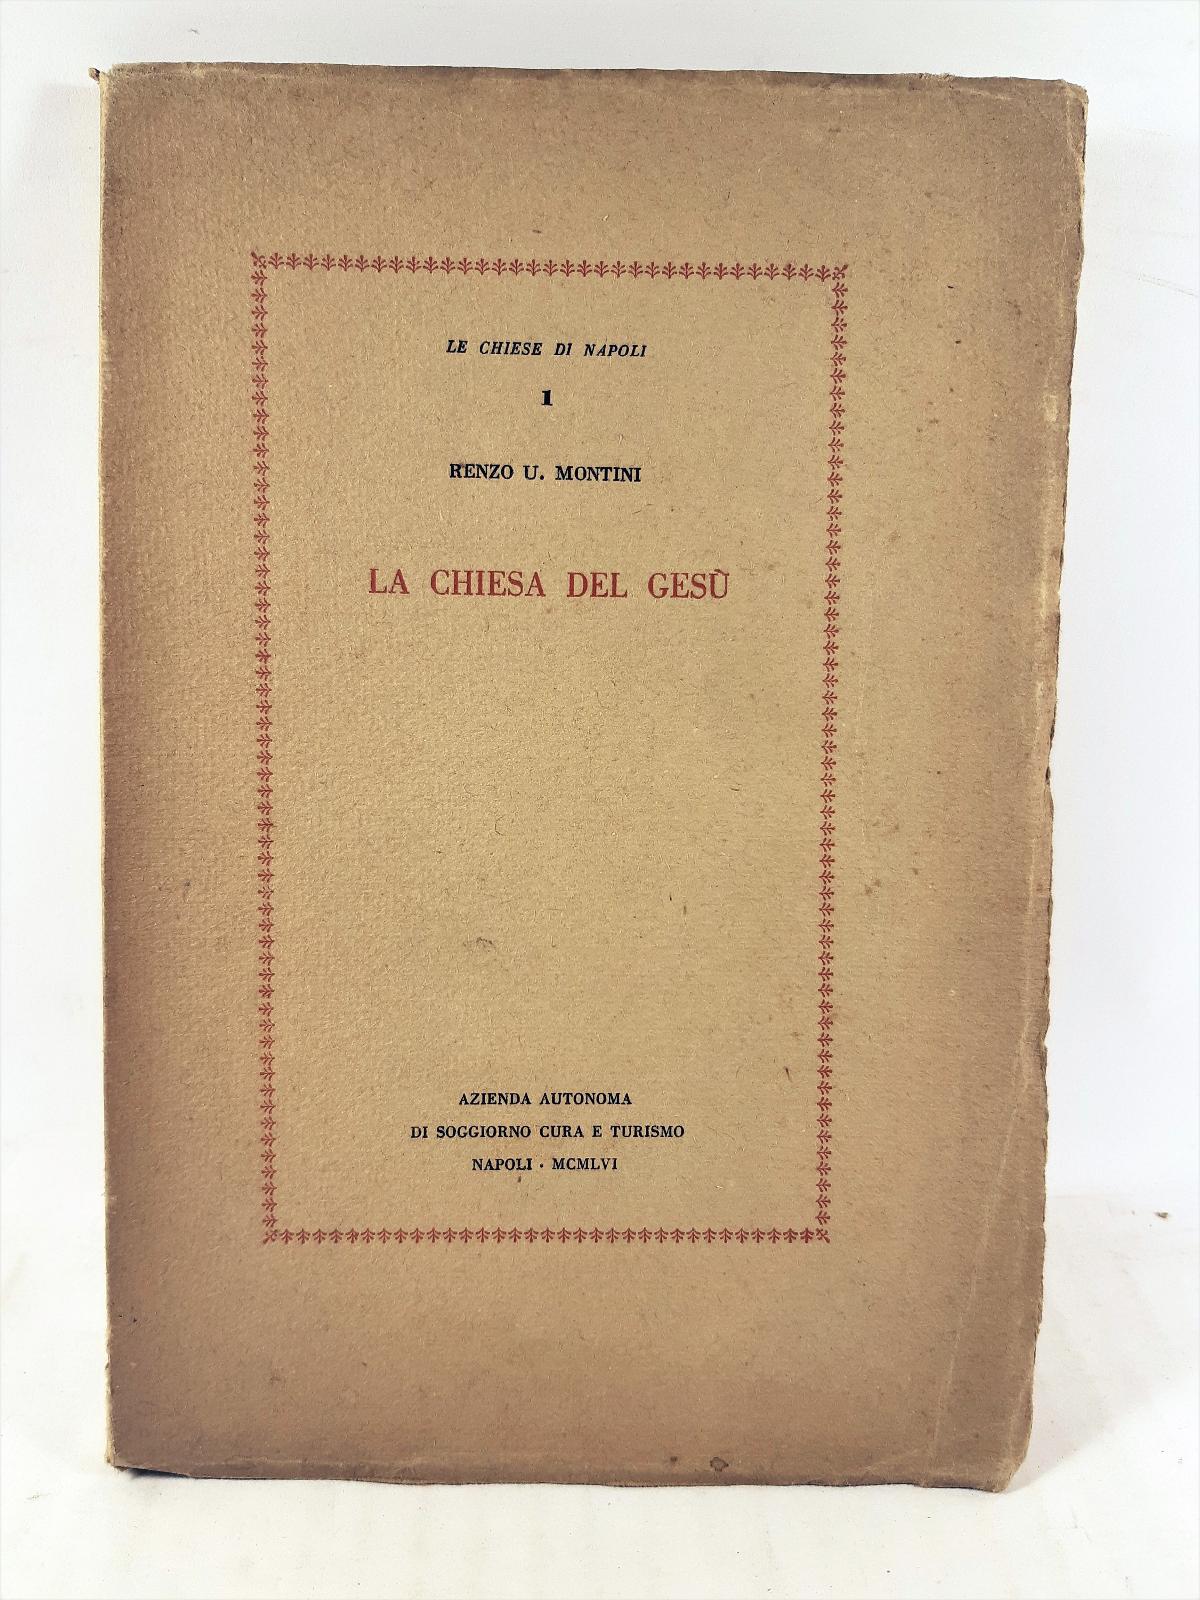 LE CHIESE DI NAPOLI
1
RENZO U. MONTINI
LA CHIESA DEL GESÙ
AZIENDA AUTONOMA
DI SOGGIORNO CURA E TURISMO
NAPOLI · MCMLVI